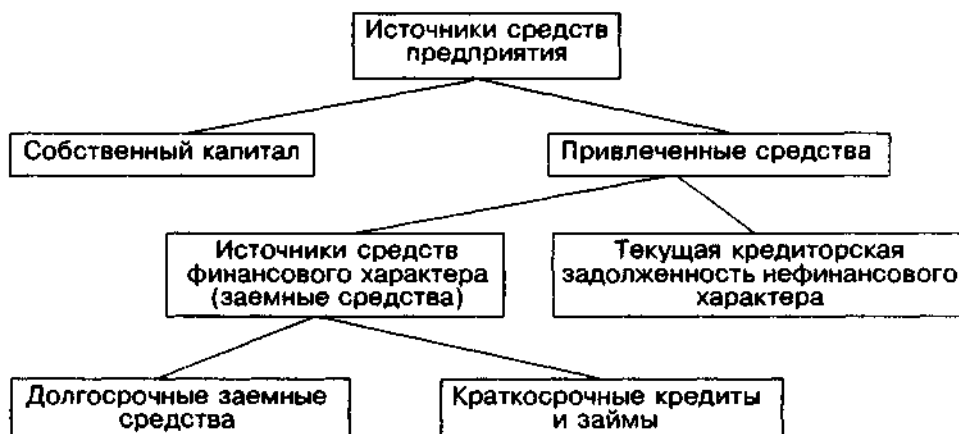 Источники средств
предприятия
Собственный капитал
Привлеченные средства
Источники средств
финансового характера
(заемные средства)
Текущая кредиторская
задолженность нефинансового
характера
Долгосрочные заемные
средства
Краткосрочные кредиты
и займы